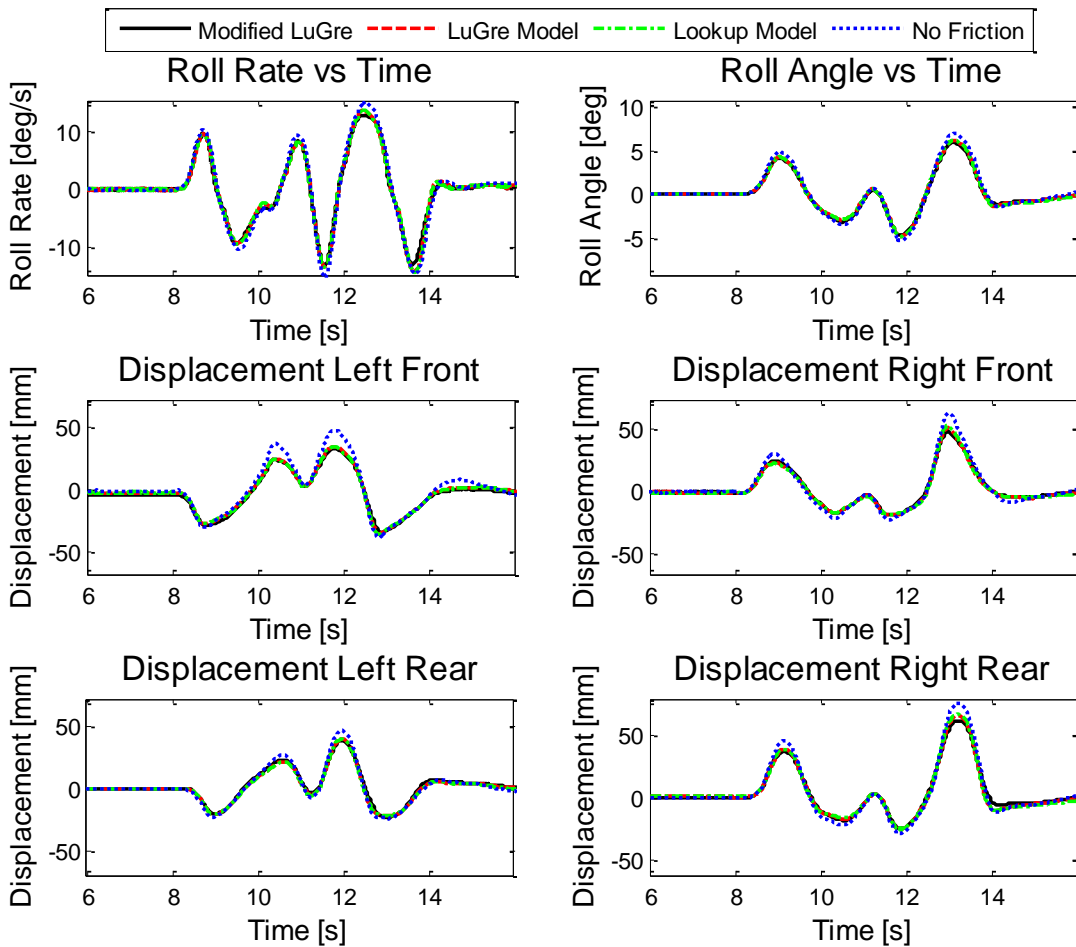 Modified LuGre LuGre Model Lookup Model No Friction
Roll Rate vs Time
Roll Rate [deg/s]
10
0
-10
6 8 10 12 14
Time [s]
Roll Angle vs Time
Roll Angle [deg]
10
5
0
-5
6 8 10 12 14
Time [s]
Displacement Left Front
Displacement [mm]
50
0
-50
6 8 10 12 14
Time [s]
Displacement Right Front
Displacement [mm]
50
0
-50
6 8 10 12 14
Time [s]
Displacement Left Rear
Displacement [mm]
50
0
-50
6 8 10 12 14
Time [s]
Displacement Right Rear
Displacement [mm]
50
0
-50
6 8 10 12 14
Time [s]